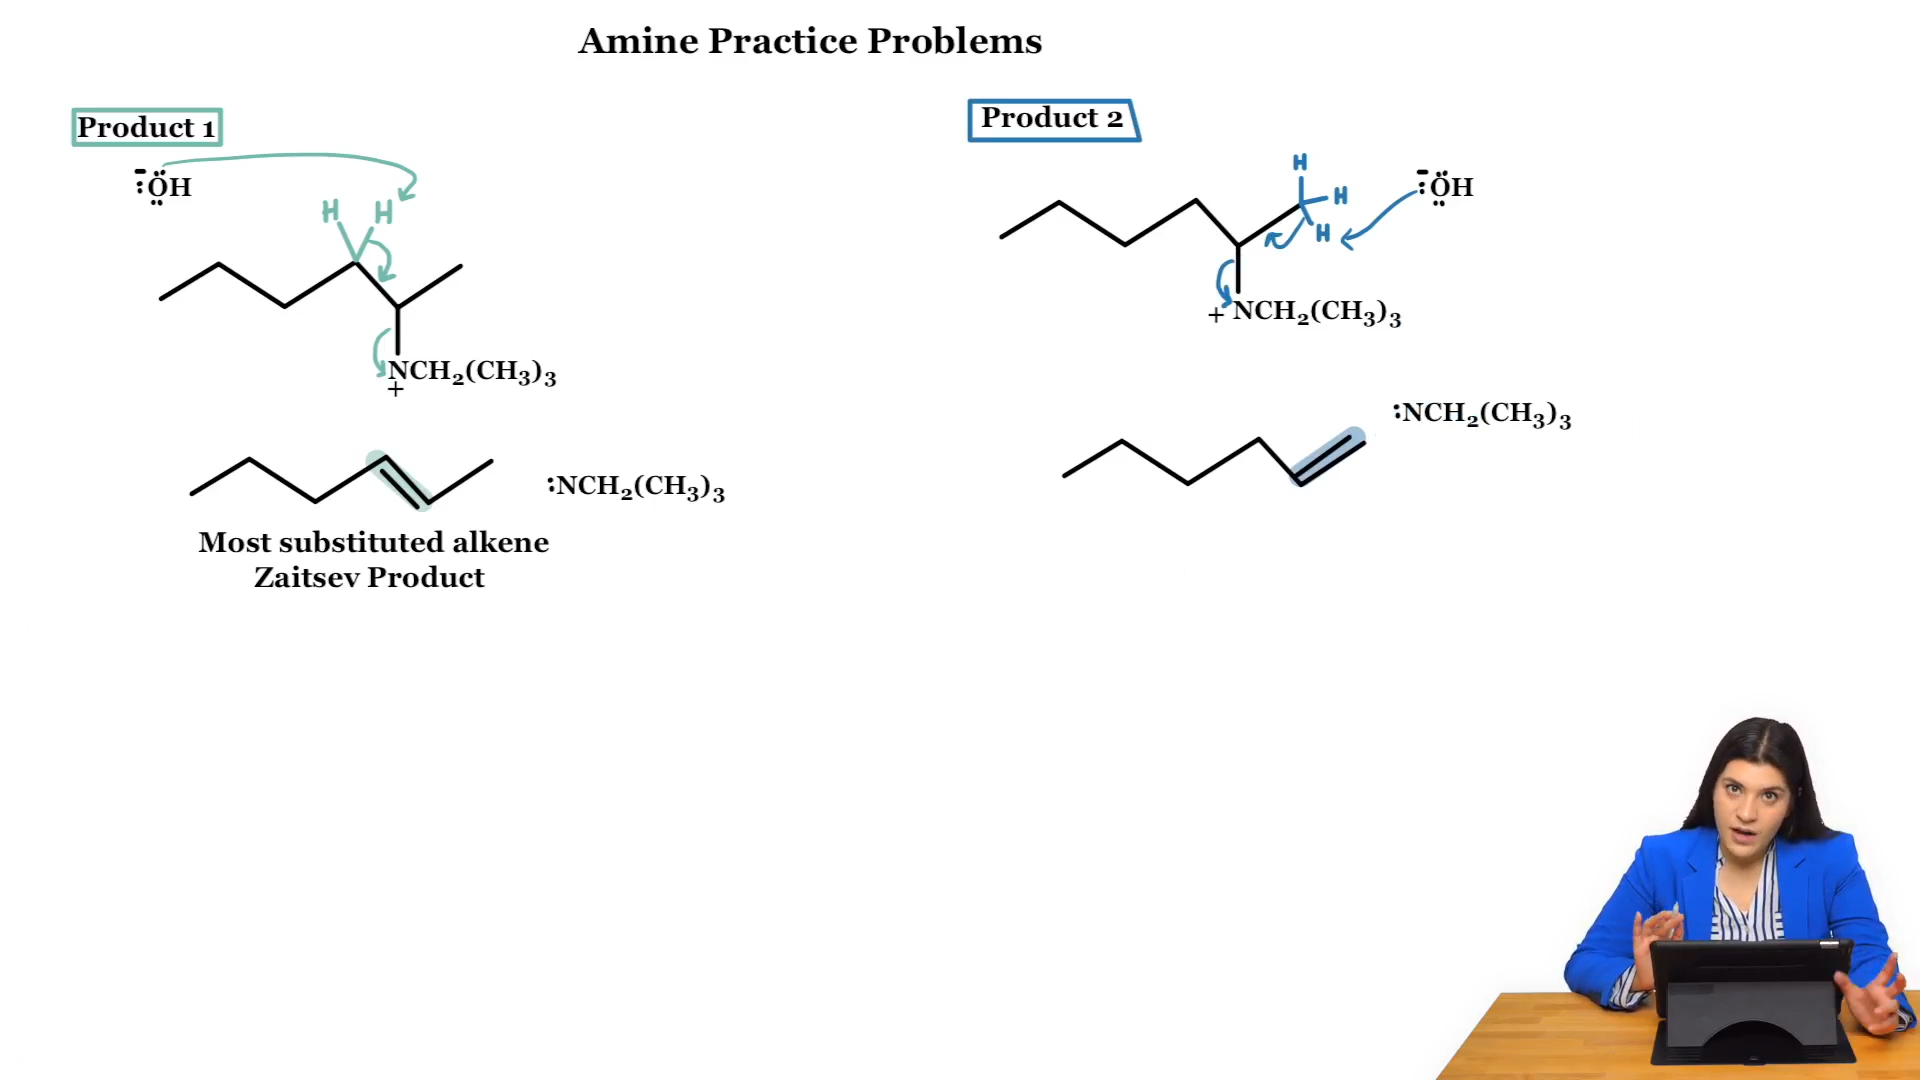 Amine Practice Problems
Product 1
⁻:ÖH
H H
NCH₂(CH₃)₃
+
:NCH₂(CH₃)₃
Most substituted alkene
Zaitsev Product
Product 2
H
H
H
⁻:ÖH
+ NCH₂(CH₃)₃
:NCH₂(CH₃)₃